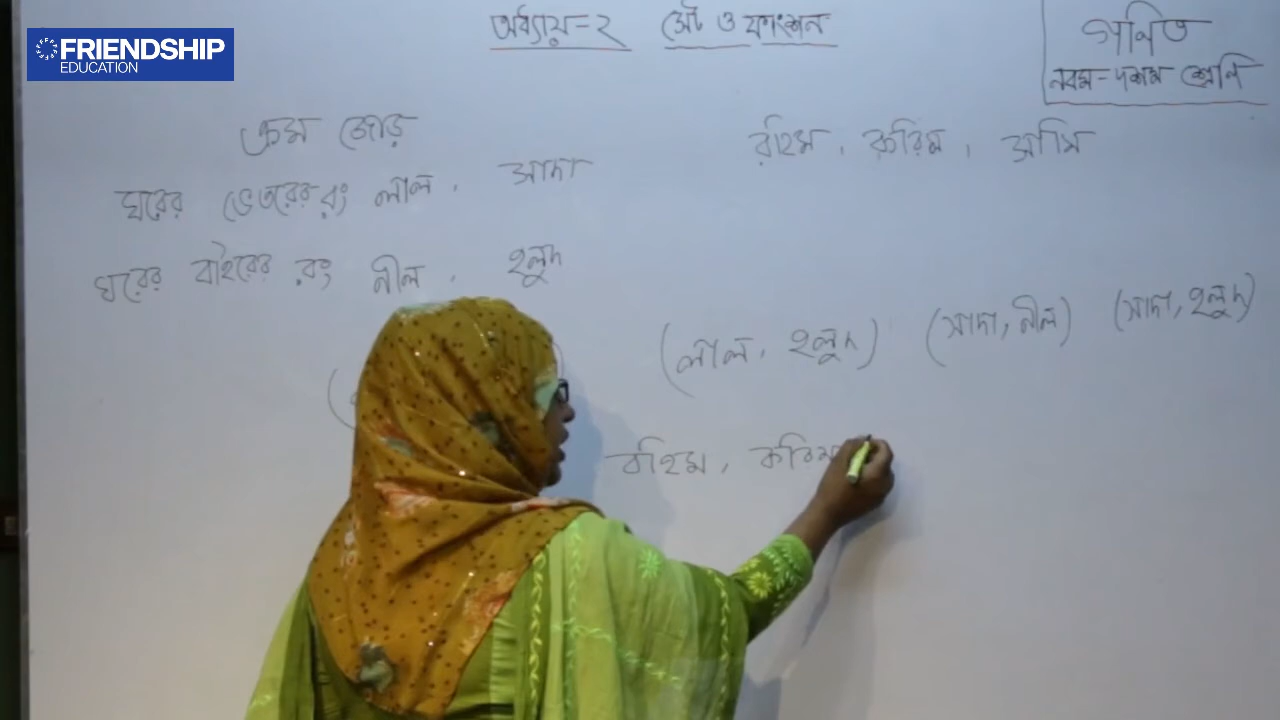 FRIENDSHIP
EDUCATION
অধ্যায়-২ সেট ও ফাংশন
গণিত
নবম-দশম শ্রেণি
ক্রম জোড়
রহিম, করিম,
ঘরের ভেতরের রং লাল, সাদা
ঘরের বাইরের রং নীল, হলুদ
(লাল, হলুদ) (সাদা, নীল) (সাদা, হলুদ)
রহিম, করিম